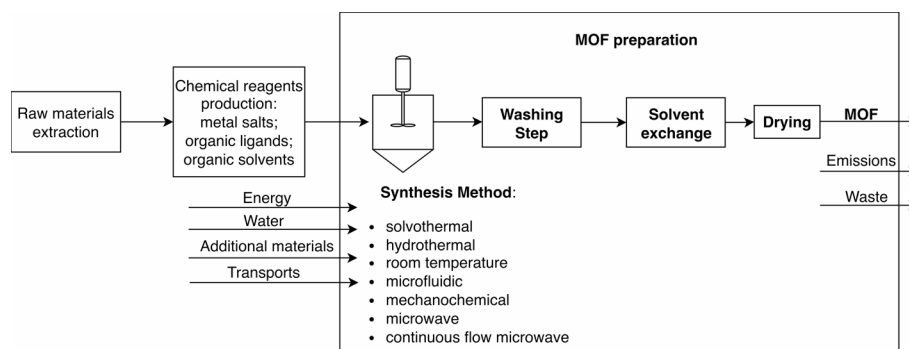 MOF preparation
Raw materials
extraction
Chemical reagents
production:
metal salts;
organic ligands;
organic solvents
Washing
Step
Solvent
exchange
Drying
MOF
Emissions
Waste
Energy
Water
Additional materials
Transports
Synthesis Method:
• solvothermal
• hydrothermal
• room temperature
• microfluidic
• mechanochemical
• microwave
• continuous flow microwave